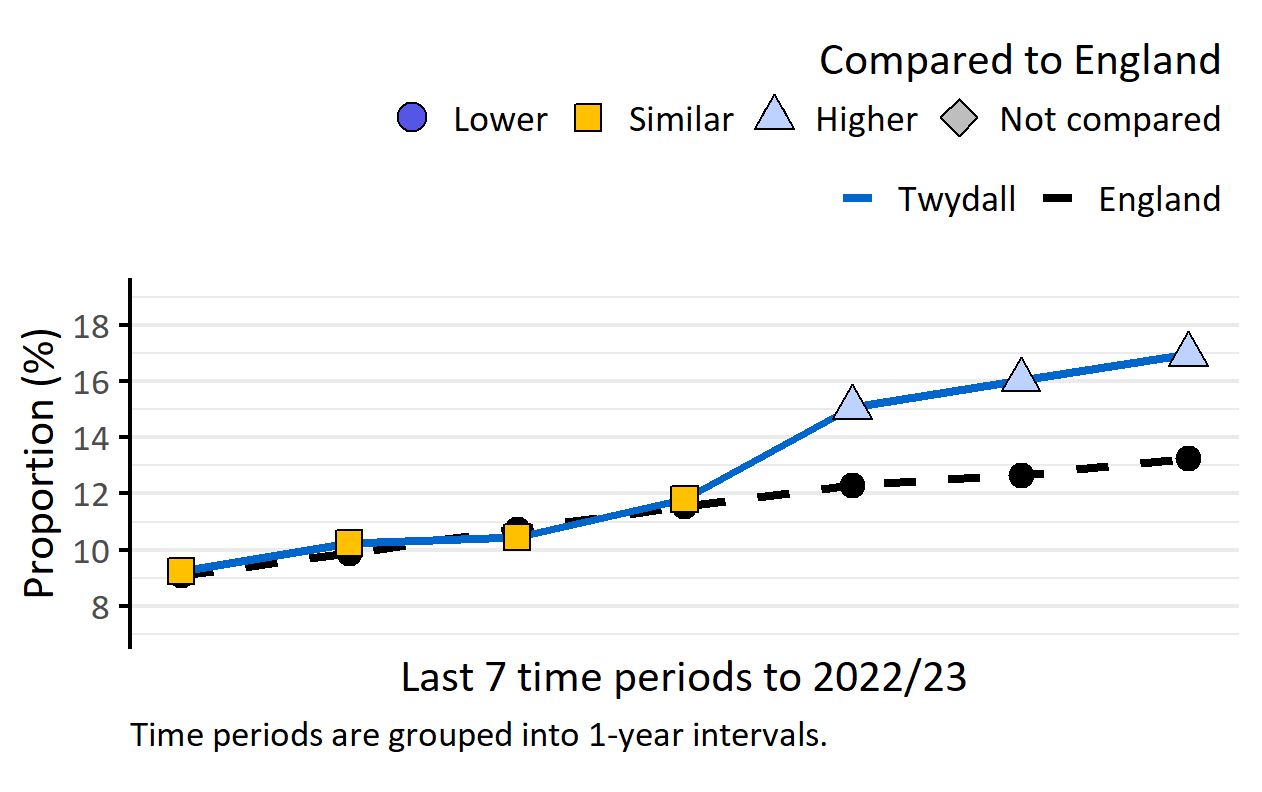 Compared to England
Lower Similar Higher Not compared
Twydall England
Proportion (%)
18
16
14
12
10
8
Last 7 time periods to 2022/23
Time periods are grouped into 1-year intervals.